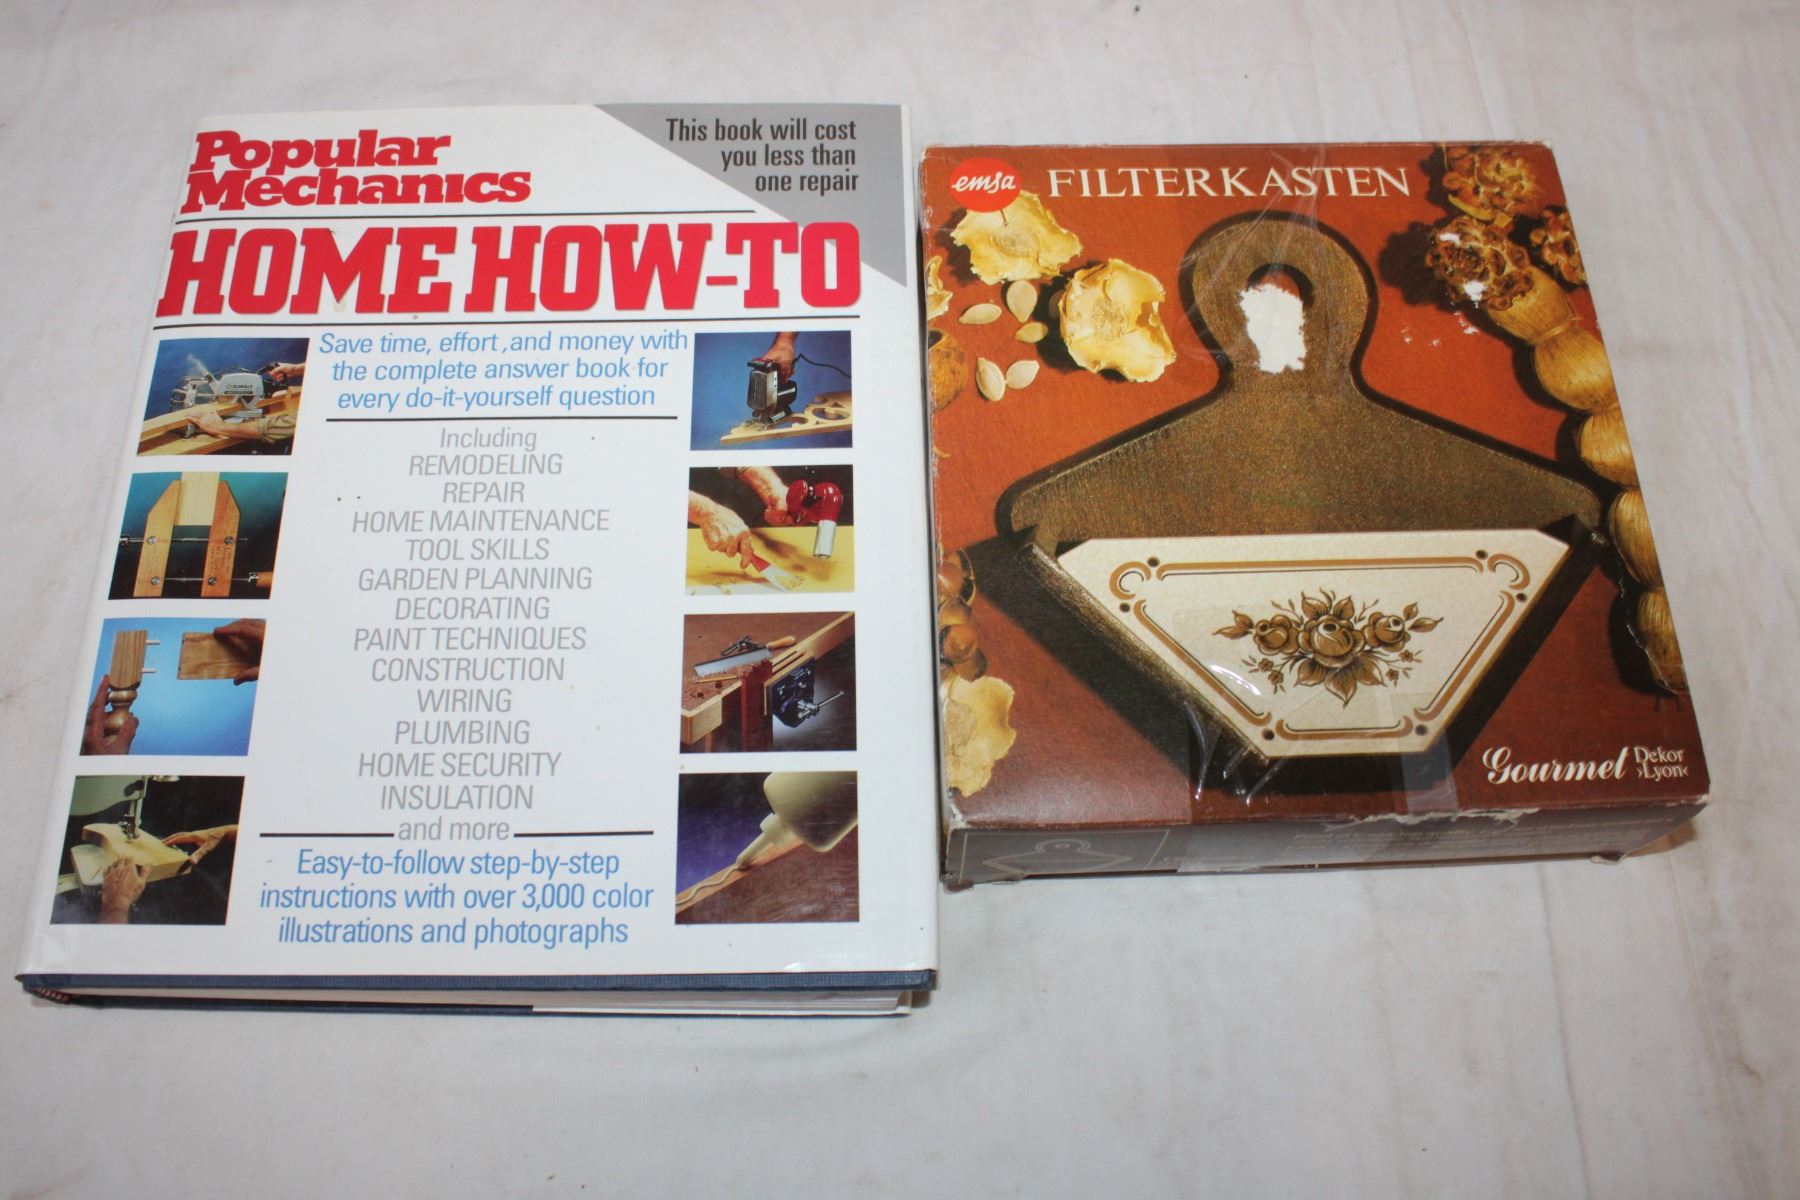 Popular
Mechanics
This book will cost
you less than
one repair
HOME HOW-TO
Save time, effort, and money with
the complete answer book for
every do-it-yourself question
Including
REMODELING
REPAIR
HOME MAINTENANCE
TOOL SKILLS
GARDEN PLANNING
DECORATING
PAINT TECHNIQUES
CONSTRUCTION
WIRING
PLUMBING
HOME SECURITY
INSULATION
and more
Easy-to-follow step-by-step
instructions with over 3,000 color
illustrations and photographs
emsa
FILTERKASTEN
Gourmet Dekor
›Lyon‹